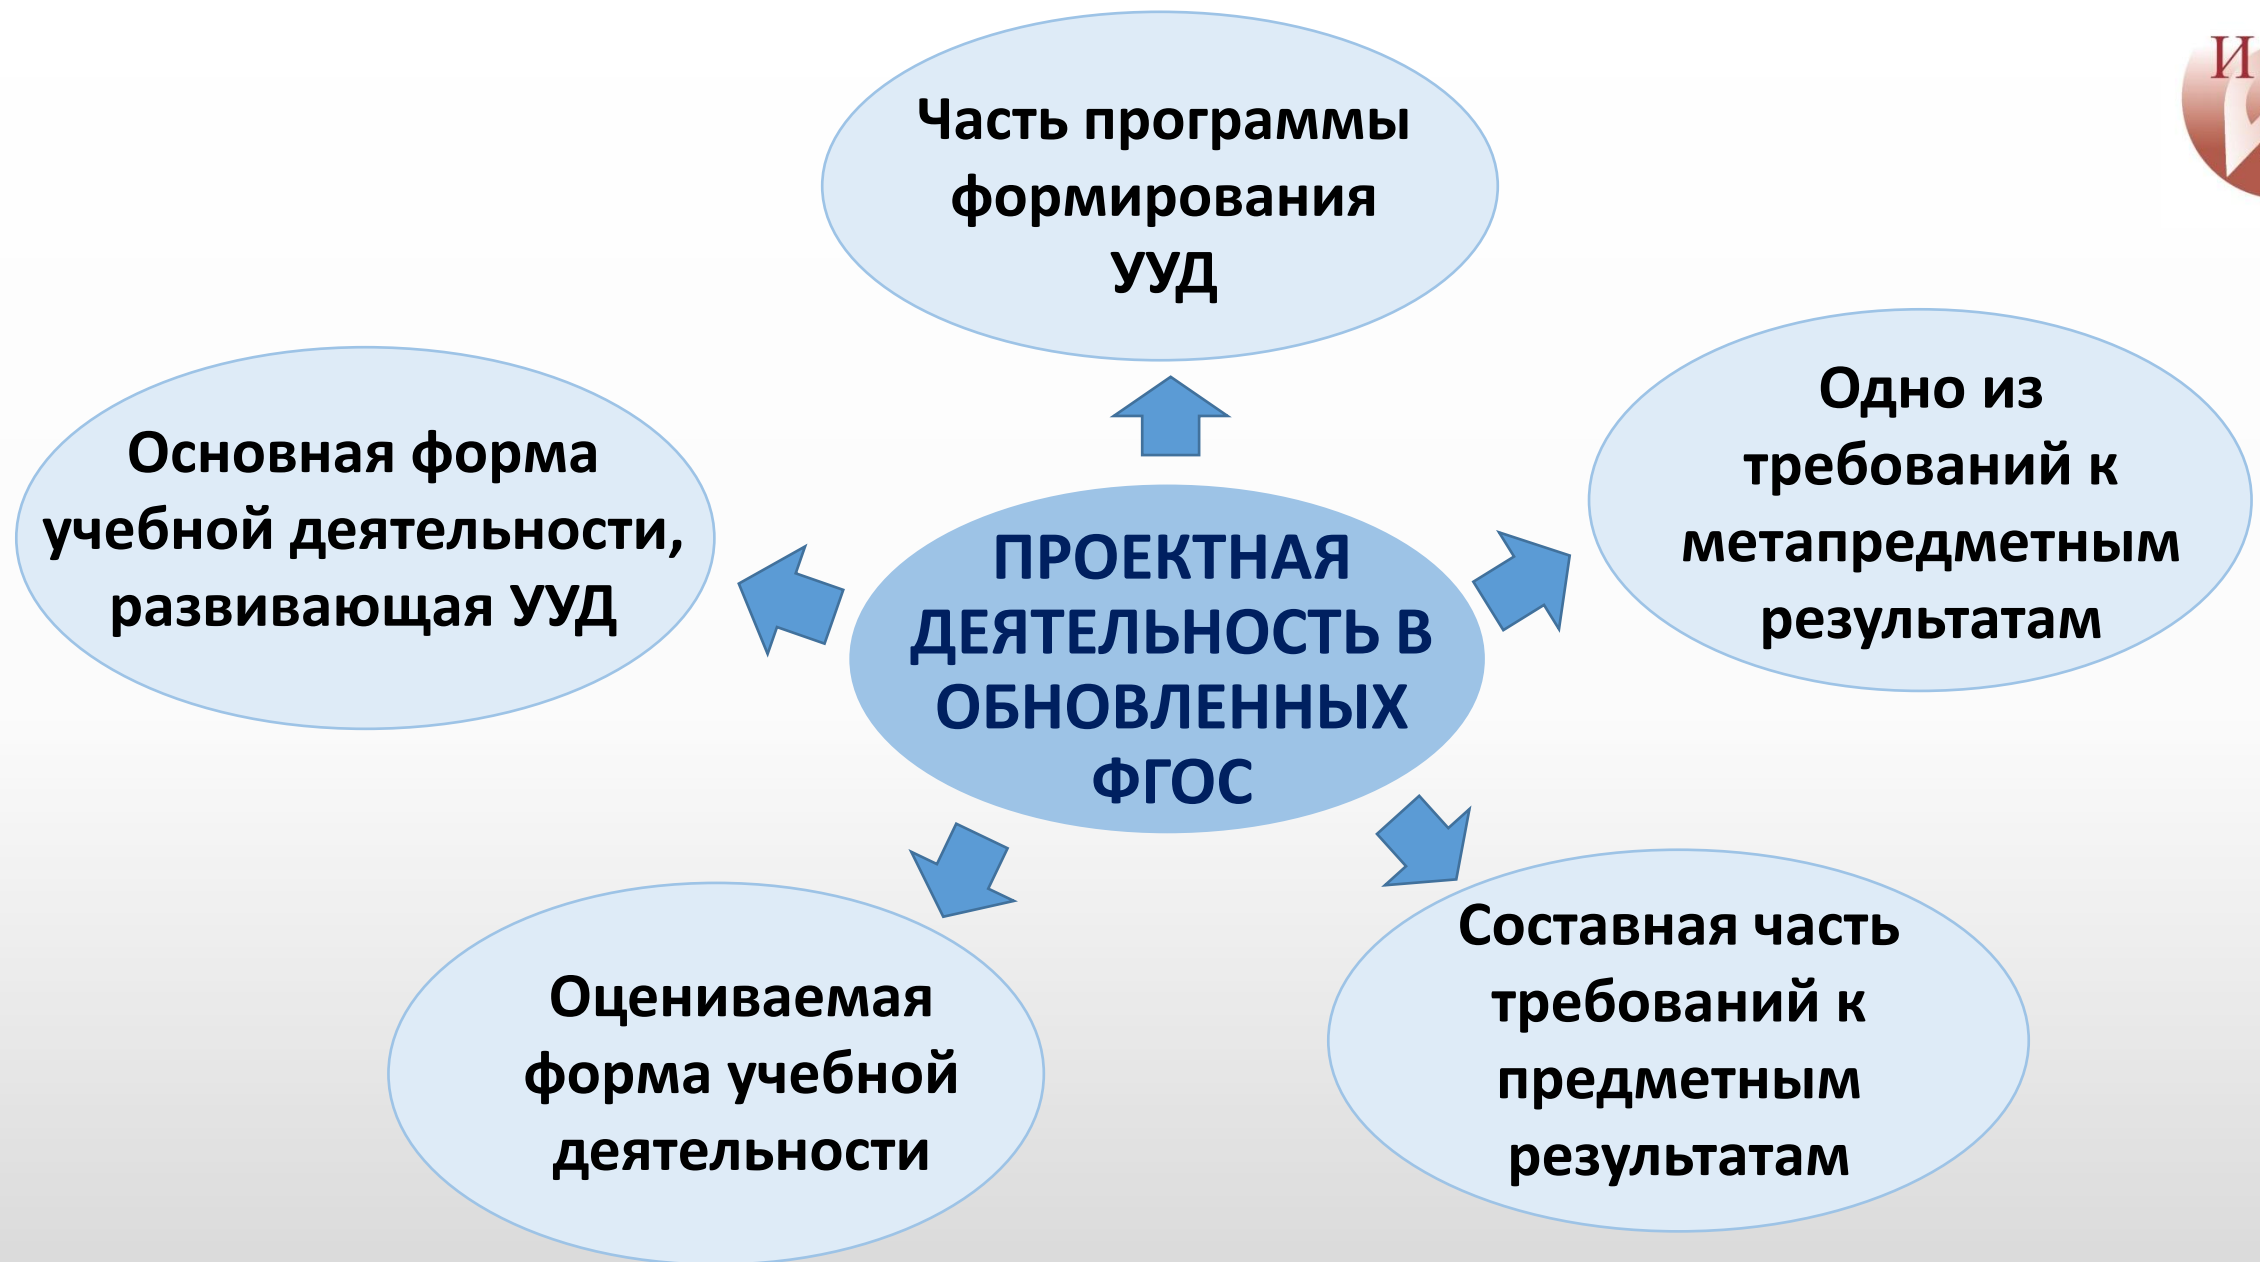 И
Часть программы
формирования
УУД
Одно из
требований к
метапредметным
результатам
Основная форма
учебной деятельности,
развивающая УУД
ПРОЕКТНАЯ
ДЕЯТЕЛЬНОСТЬ В
ОБНОВЛЕННЫХ
ФГОС
Составная часть
требований к
предметным
результатам
Оцениваемая
форма учебной
деятельности